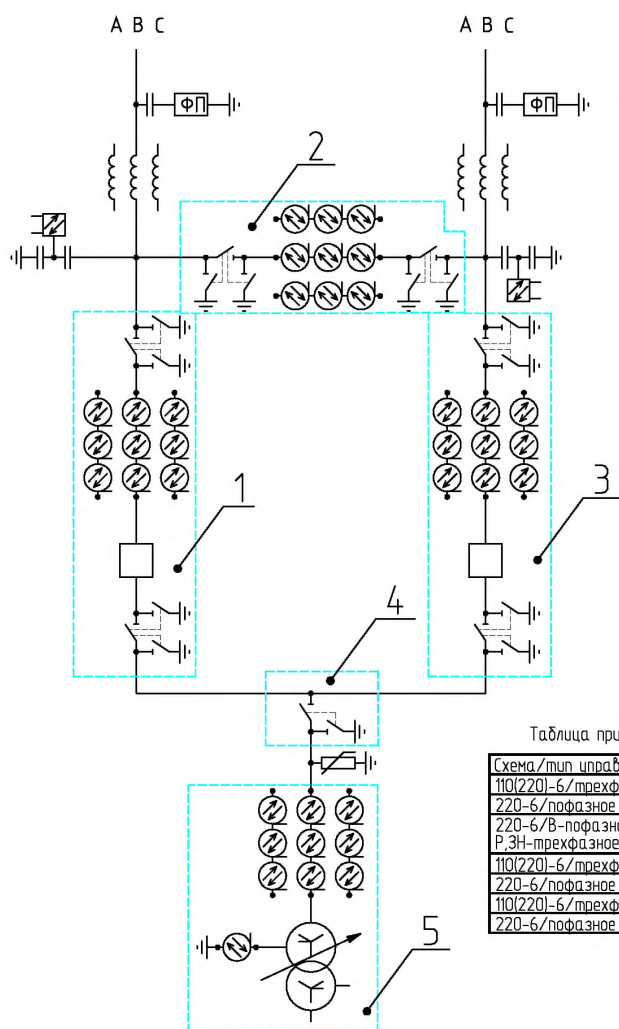 А В С
А В С
ФП
ФП
2
1
3
4
5
Таблица при
Схема/тип управ
110(220)-6/трехф
220-6/пофазное
220-6/В-пофазно
Р,ЗН-трехфазное
110(220)-6/трехф
220-6/пофазное
110(220)-6/трехф
220-6/пофазное